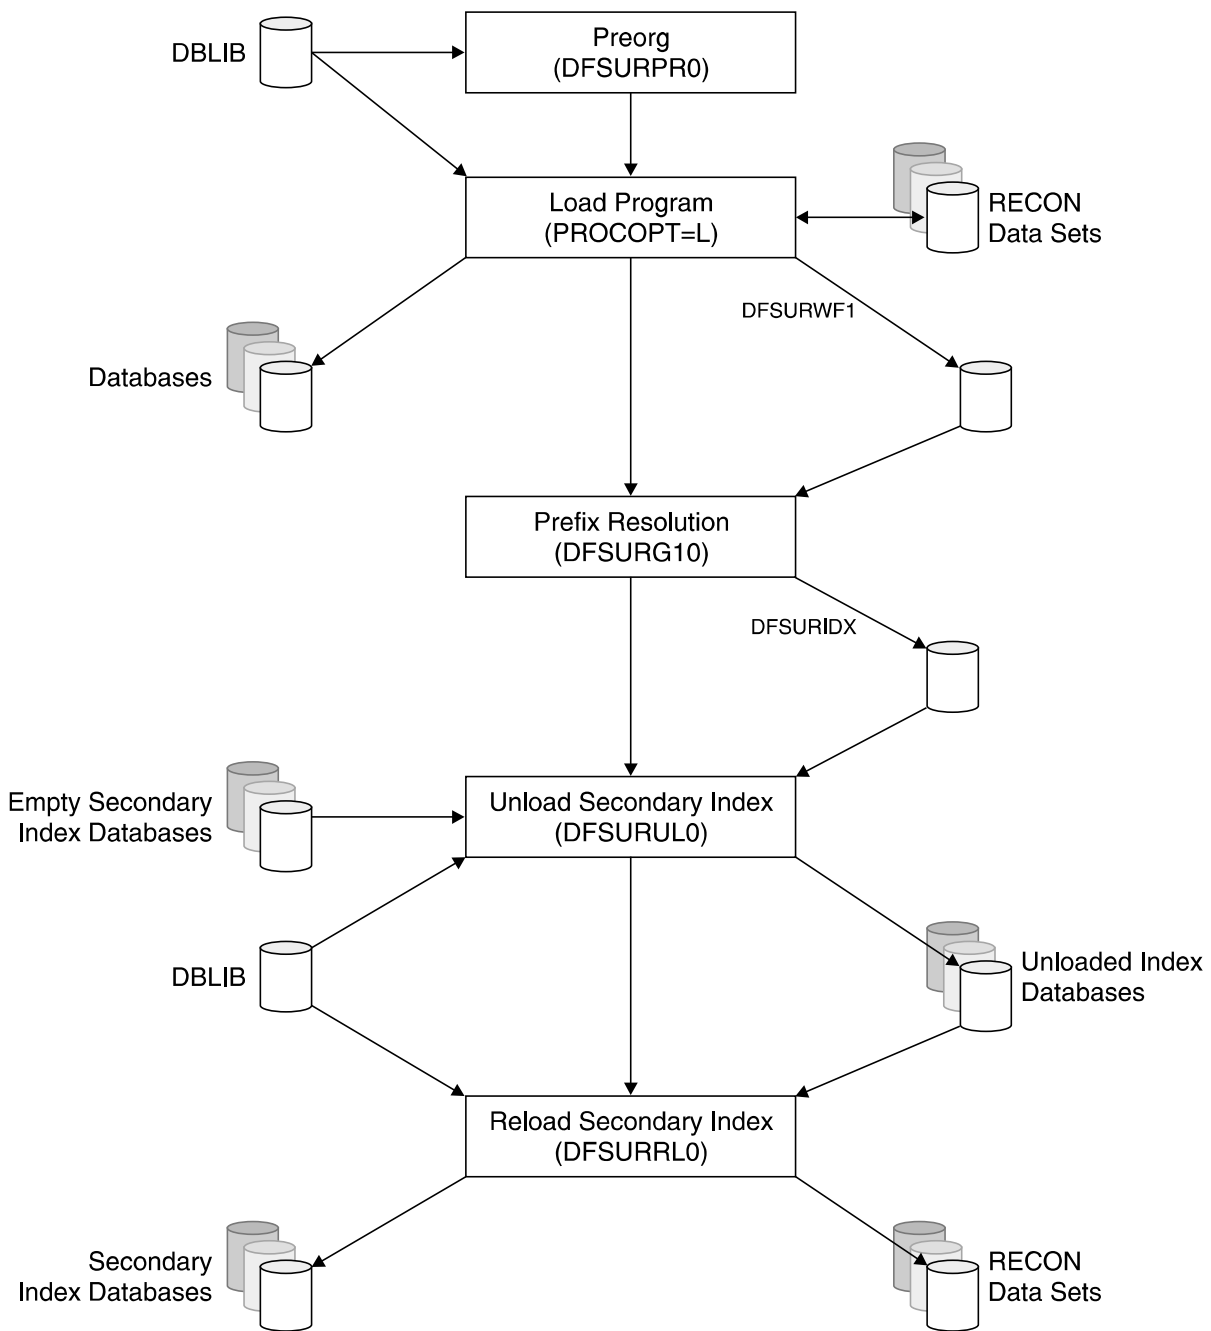 DBLIB
Preorg
(DFSURPR0)
Load Program
(PROCOPT=L)
RECON
Data Sets
DFSURWF1
Databases
Prefix Resolution
(DFSURG10)
DFSURIDX
Empty Secondary
Index Databases
Unload Secondary Index
(DFSURUL0)
DBLIB
Unloaded Index
Databases
Reload Secondary Index
(DFSURRL0)
Secondary
Index Databases
RECON
Data Sets